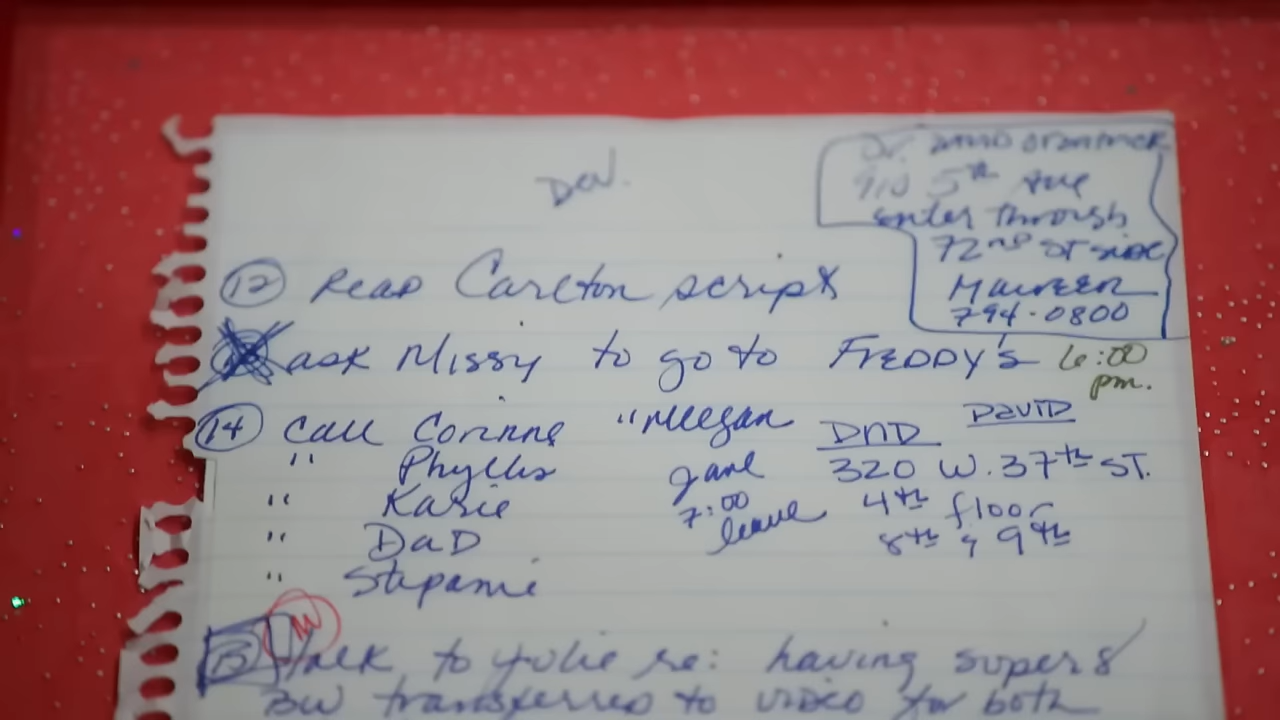 Dev.
Dr. DAVID
910 5th Ave
enter through
72nd ST side
MAUREEN
794-0800
12 Read Carlton script
ask Missy to go to FREDDY'S 6:00
pm.
14 Call Corinne "Meegan DND DAVID
" Phyllis Jane 320 W. 37th ST.
" Karie 7:00 4th floor
" DaD leave 8th & 9th
" Stepanie
15 Talk to Julie re: having super 8
BW transferred to video for both